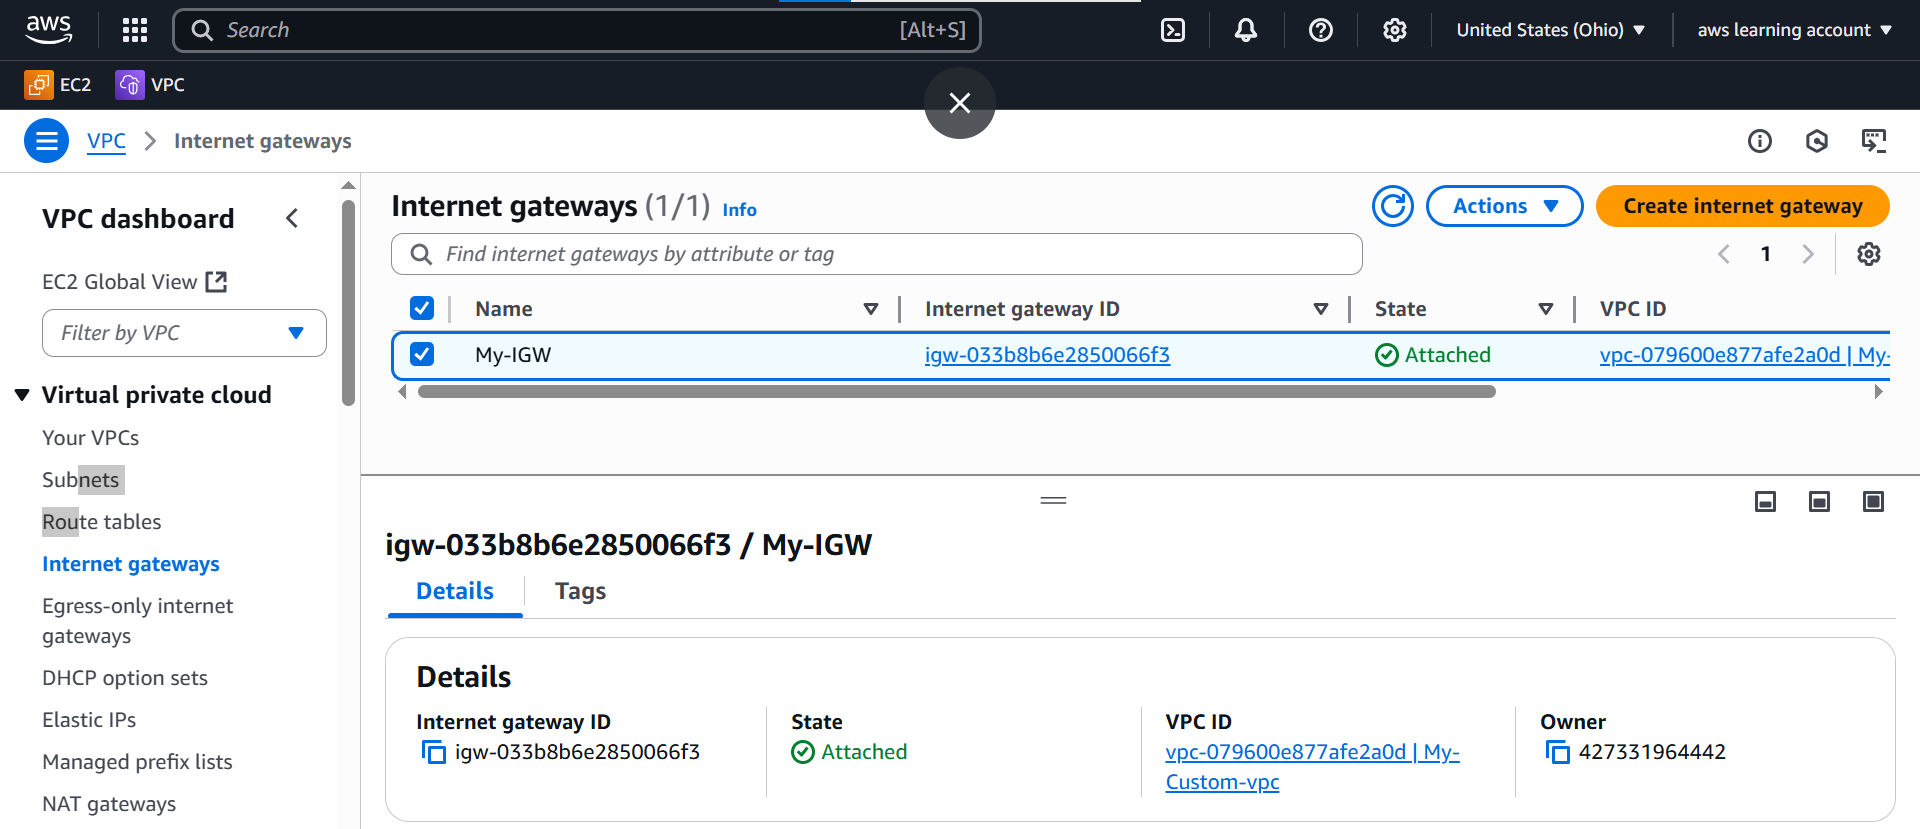 aws
Search [Alt+S]
United States (Ohio)
aws learning account
EC2
VPC
VPC
Internet gateways
VPC dashboard
EC2 Global View
Filter by VPC
Virtual private cloud
Your VPCs
Subnets
Route tables
Internet gateways
Egress-only internet
gateways
DHCP option sets
Elastic IPs
Managed prefix lists
NAT gateways
Internet gateways (1/1) Info
Actions
Create internet gateway
Find internet gateways by attribute or tag
1
Name Internet gateway ID State VPC ID
My-IGW igw-033b8b6e2850066f3 Attached vpc-079600e877afe2a0d | My-
igw-033b8b6e2850066f3 / My-IGW
Details Tags
Details
Internet gateway ID
igw-033b8b6e2850066f3
State
Attached
VPC ID
vpc-079600e877afe2a0d | My-
Custom-vpc
Owner
427331964442